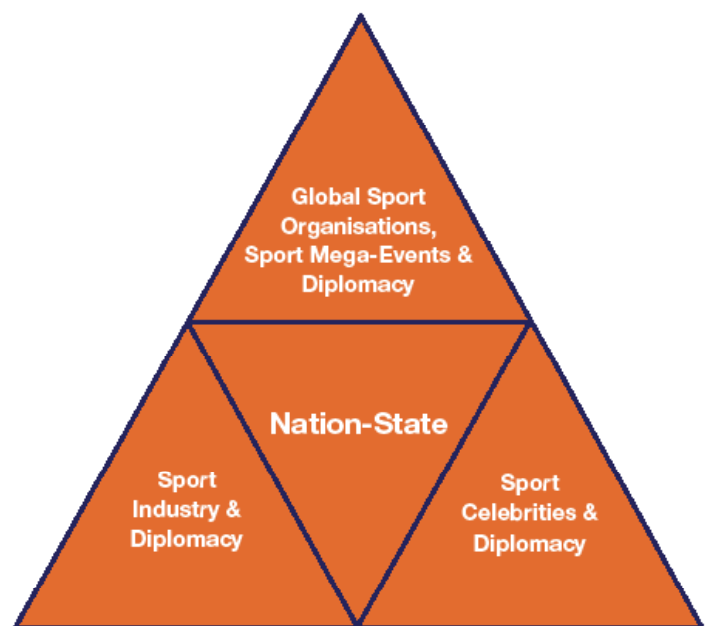 Global Sport
Organisations,
Sport Mega-Events &
Diplomacy
Nation-State
Sport
Industry &
Diplomacy
Sport
Celebrities &
Diplomacy